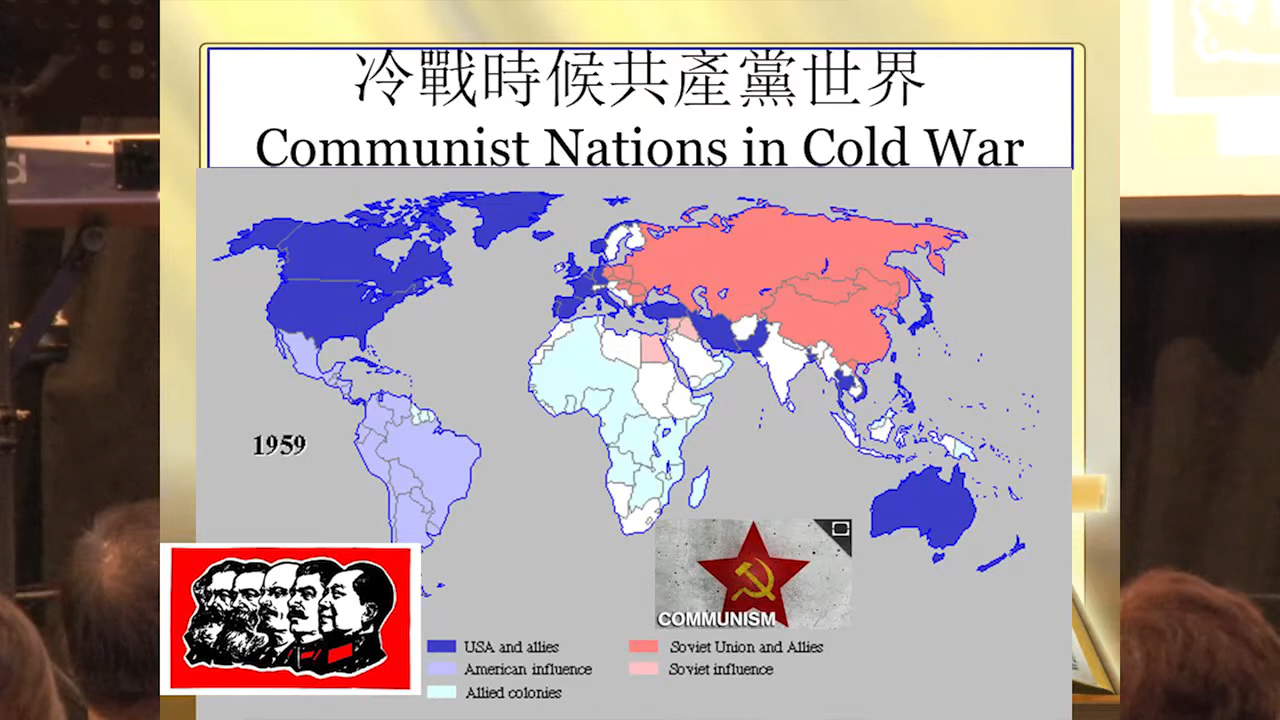 冷戰時候共產黨世界
Communist Nations in Cold War
1959
COMMUNISM
USA and allies
American influence
Allied colonies
Soviet Union and Allies
Soviet influence